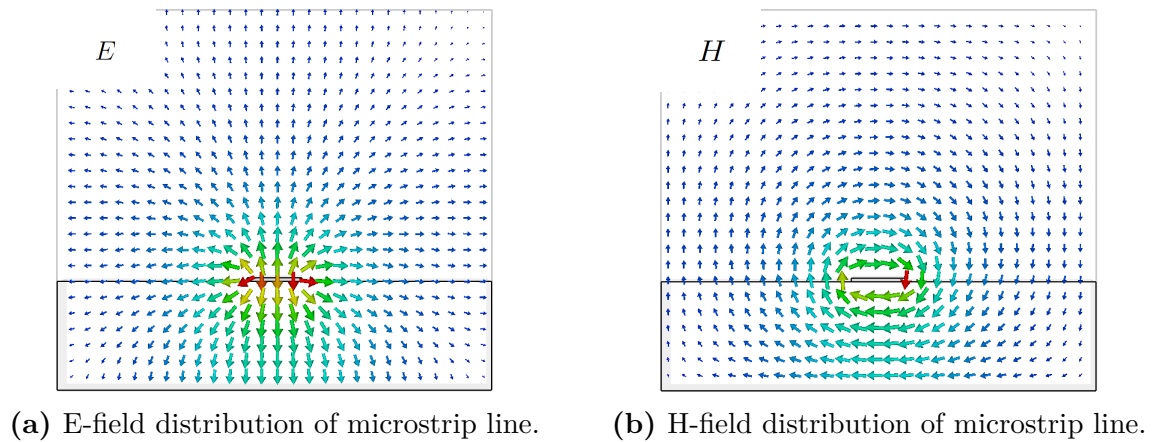 E
H
(a) E-field distribution of microstrip line.
(b) H-field distribution of microstrip line.